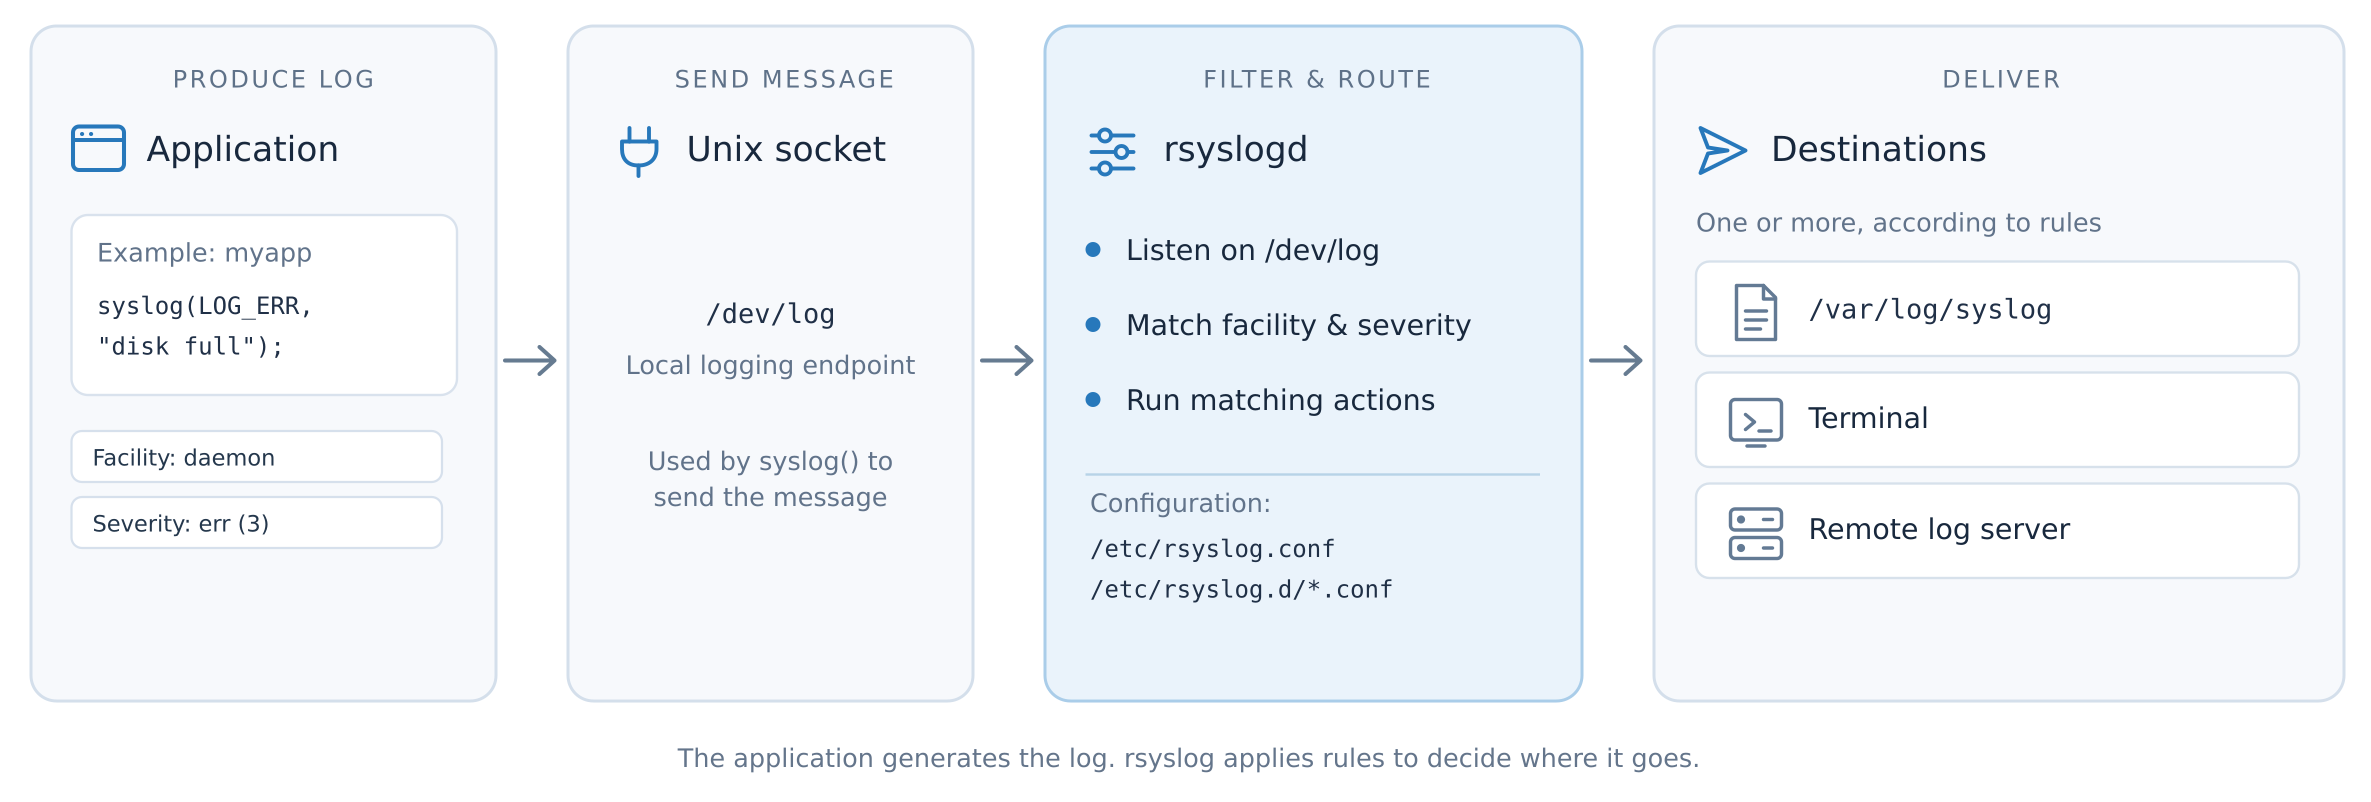 PRODUCE LOG
Application
Example: myapp
syslog(LOG_ERR,
"disk full");
Facility: daemon
Severity: err (3)
SEND MESSAGE
Unix socket
/dev/log
Local logging endpoint
Used by syslog() to
send the message
FILTER & ROUTE
rsyslogd
Listen on /dev/log
Match facility & severity
Run matching actions
Configuration:
/etc/rsyslog.conf
/etc/rsyslog.d/*.conf
DELIVER
Destinations
One or more, according to rules
/var/log/syslog
Terminal
Remote log server
The application generates the log. rsyslog applies rules to decide where it goes.